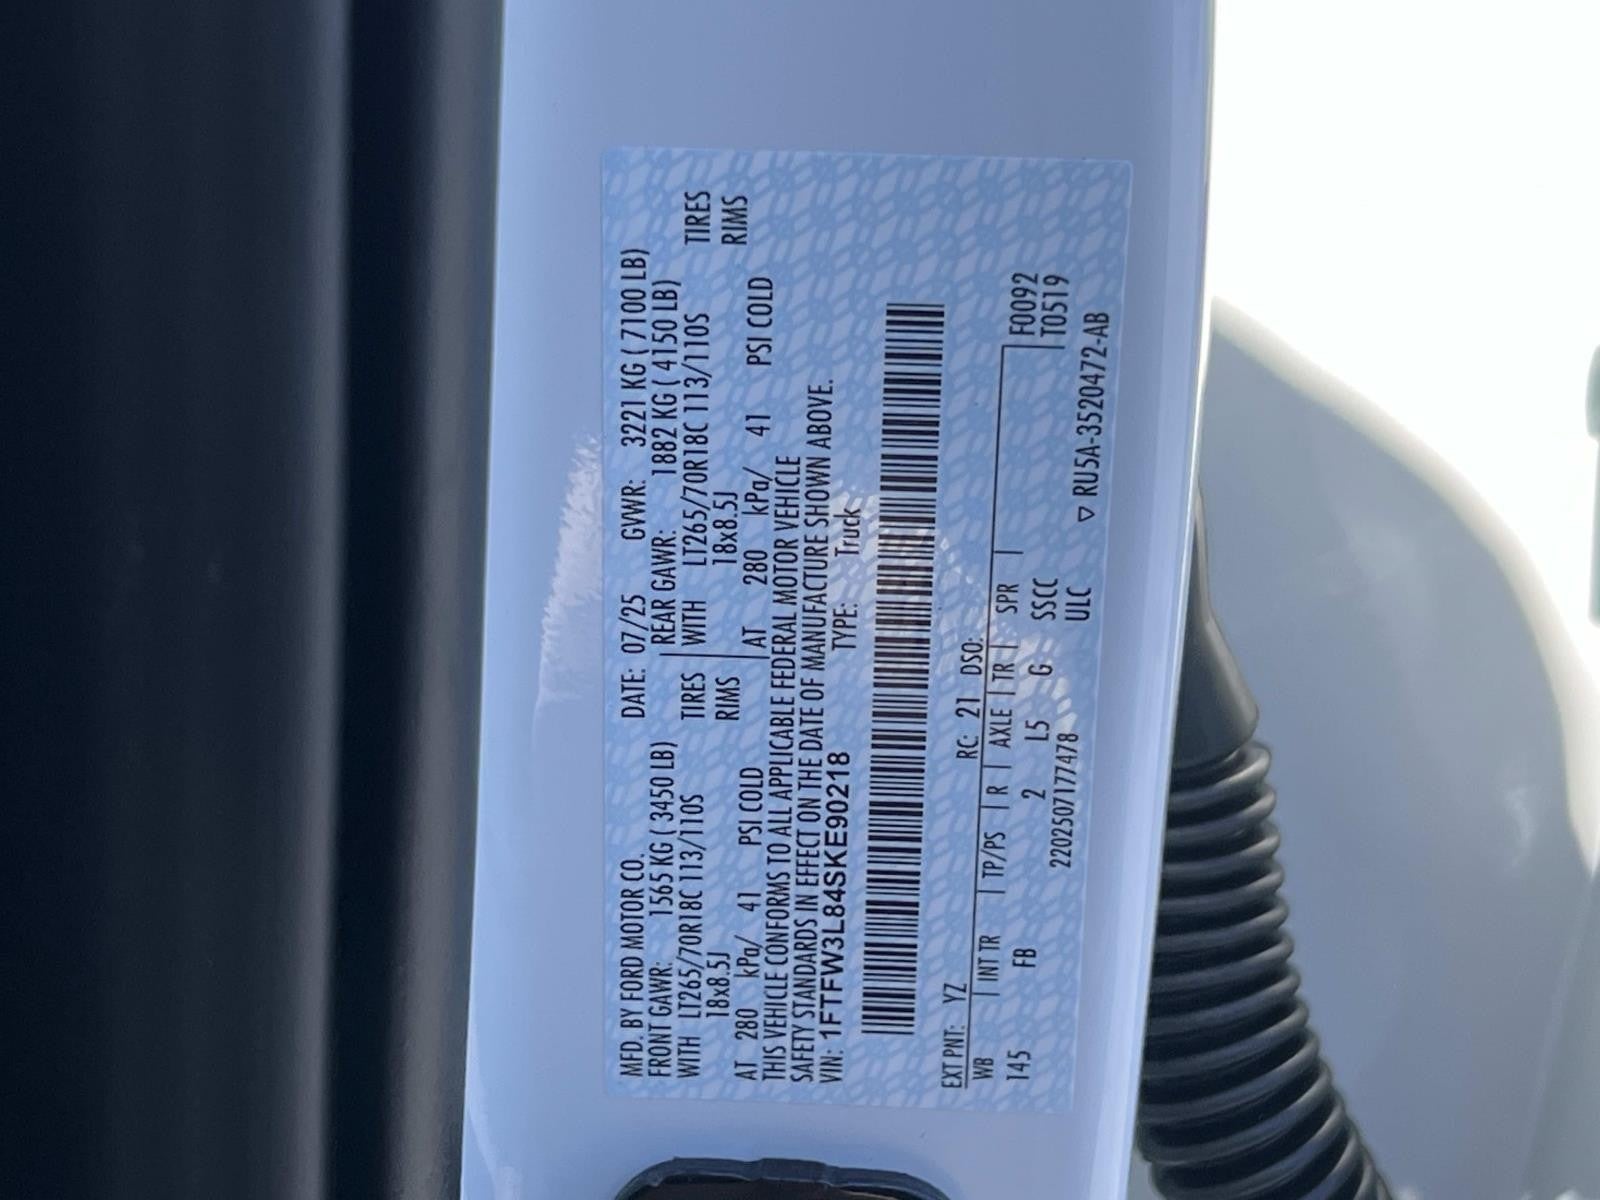 MFD. BY FORD MOTOR CO. DATE: 07/25 GVWR: 3221 KG ( 7100 LB)
FRONT GAWR: 1565 KG ( 3450 LB) REAR GAWR: 1882 KG ( 4150 LB)
WITH LT265/70R18C 113/110S TIRES WITH LT265/70R18C 113/110S TIRES
18x8.5J RIMS 18x8.5J RIMS
AT 280 kPa/ 41 PSI COLD AT 280 kPa/ 41 PSI COLD
THIS VEHICLE CONFORMS TO ALL APPLICABLE FEDERAL MOTOR VEHICLE
SAFETY STANDARDS IN EFFECT ON THE DATE OF MANUFACTURE SHOWN ABOVE.
VIN: 1FTFW3L84SKE90218 TYPE: Truck
EXT PNT: YZ RC: 21 DSO:
WB INT TR TP/PS R AXLE TR SPR F0092
145 FB 2 L5 G SSCC T0519
2202507177478 ULC ▽ RU5A-3520472-AB